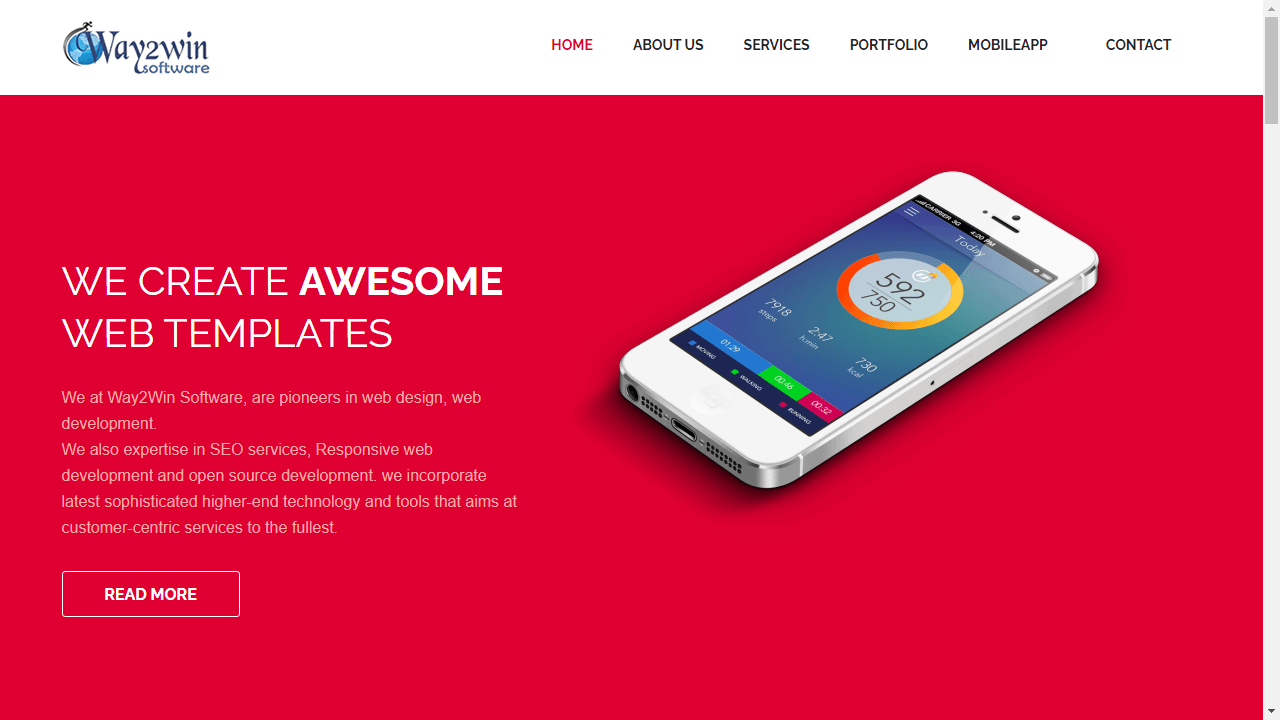 Way2win
software
HOME ABOUT US SERVICES PORTFOLIO MOBILEAPP CONTACT
WE CREATE AWESOME
WEB TEMPLATES
We at Way2Win Software, are pioneers in web design, web
development.
We also expertise in SEO services, Responsive web
development and open source development. we incorporate
latest sophisticated higher-end technology and tools that aims at
customer-centric services to the fullest.
READ MORE
CARRIER 3G 4:20 PM
Today
592
750
7918
steps
2:47
h:min
730
kcal
01:29
00:46
00:32
MOVING
WALKING
RUNNING